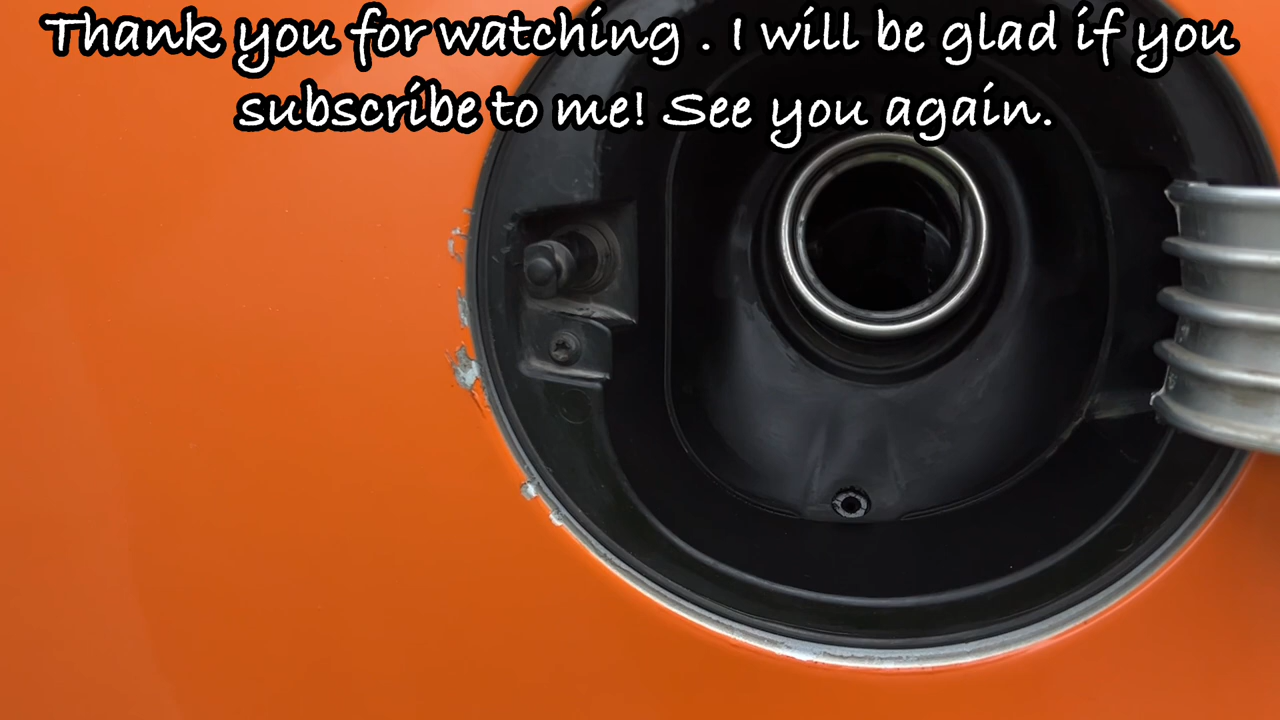 Thank you for watching . I will be glad if you
subscribe to me! See you again.